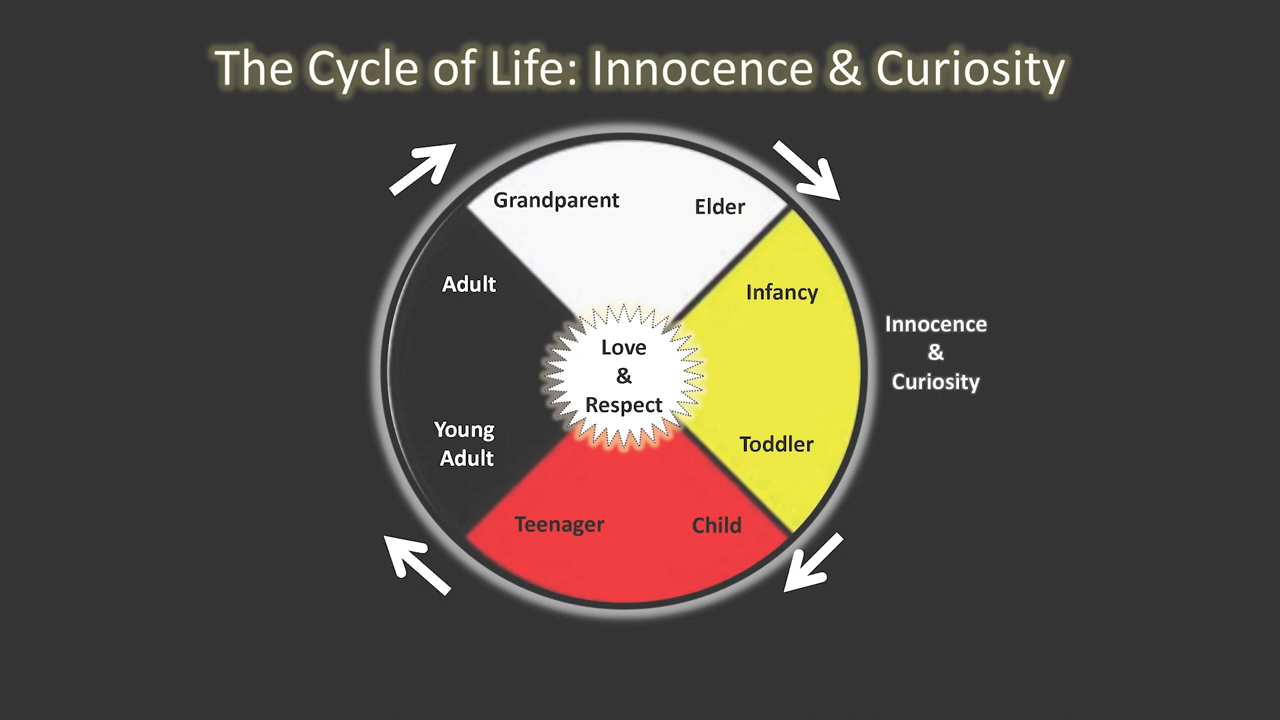 The Cycle of Life: Innocence & Curiosity
Grandparent
Elder
Adult
Infancy
Innocence
&
Curiosity
Love
&
Respect
Young
Adult
Toddler
Teenager
Child